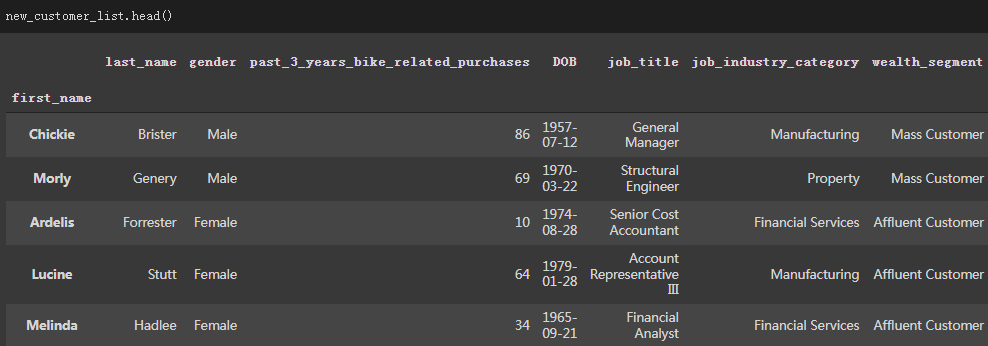 new_customer_list.head()
last_name gender past_3_years_bike_related_purchases DOB job_title job_industry_category wealth_segment
first_name
Chickie Brister Male 86 1957-07-12 General Manager Manufacturing Mass Customer
Morly Genery Male 69 1970-03-22 Structural Engineer Property Mass Customer
Ardelis Forrester Female 10 1974-08-28 Senior Cost Accountant Financial Services Affluent Customer
Lucine Stutt Female 64 1979-01-28 Account Representative III Manufacturing Affluent Customer
Melinda Hadlee Female 34 1965-09-21 Financial Analyst Financial Services Affluent Customer